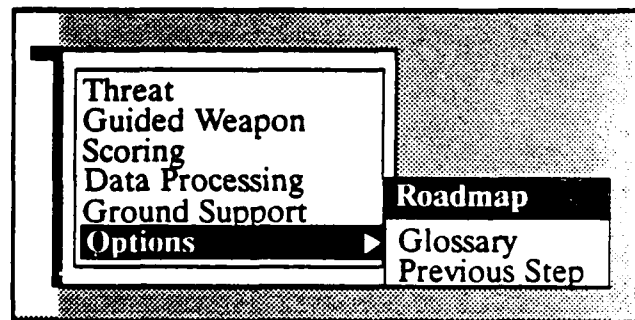 Threat
Guided Weapon
Scoring
Data Processing
Ground Support
Options
Roadmap
Glossary
Previous Step